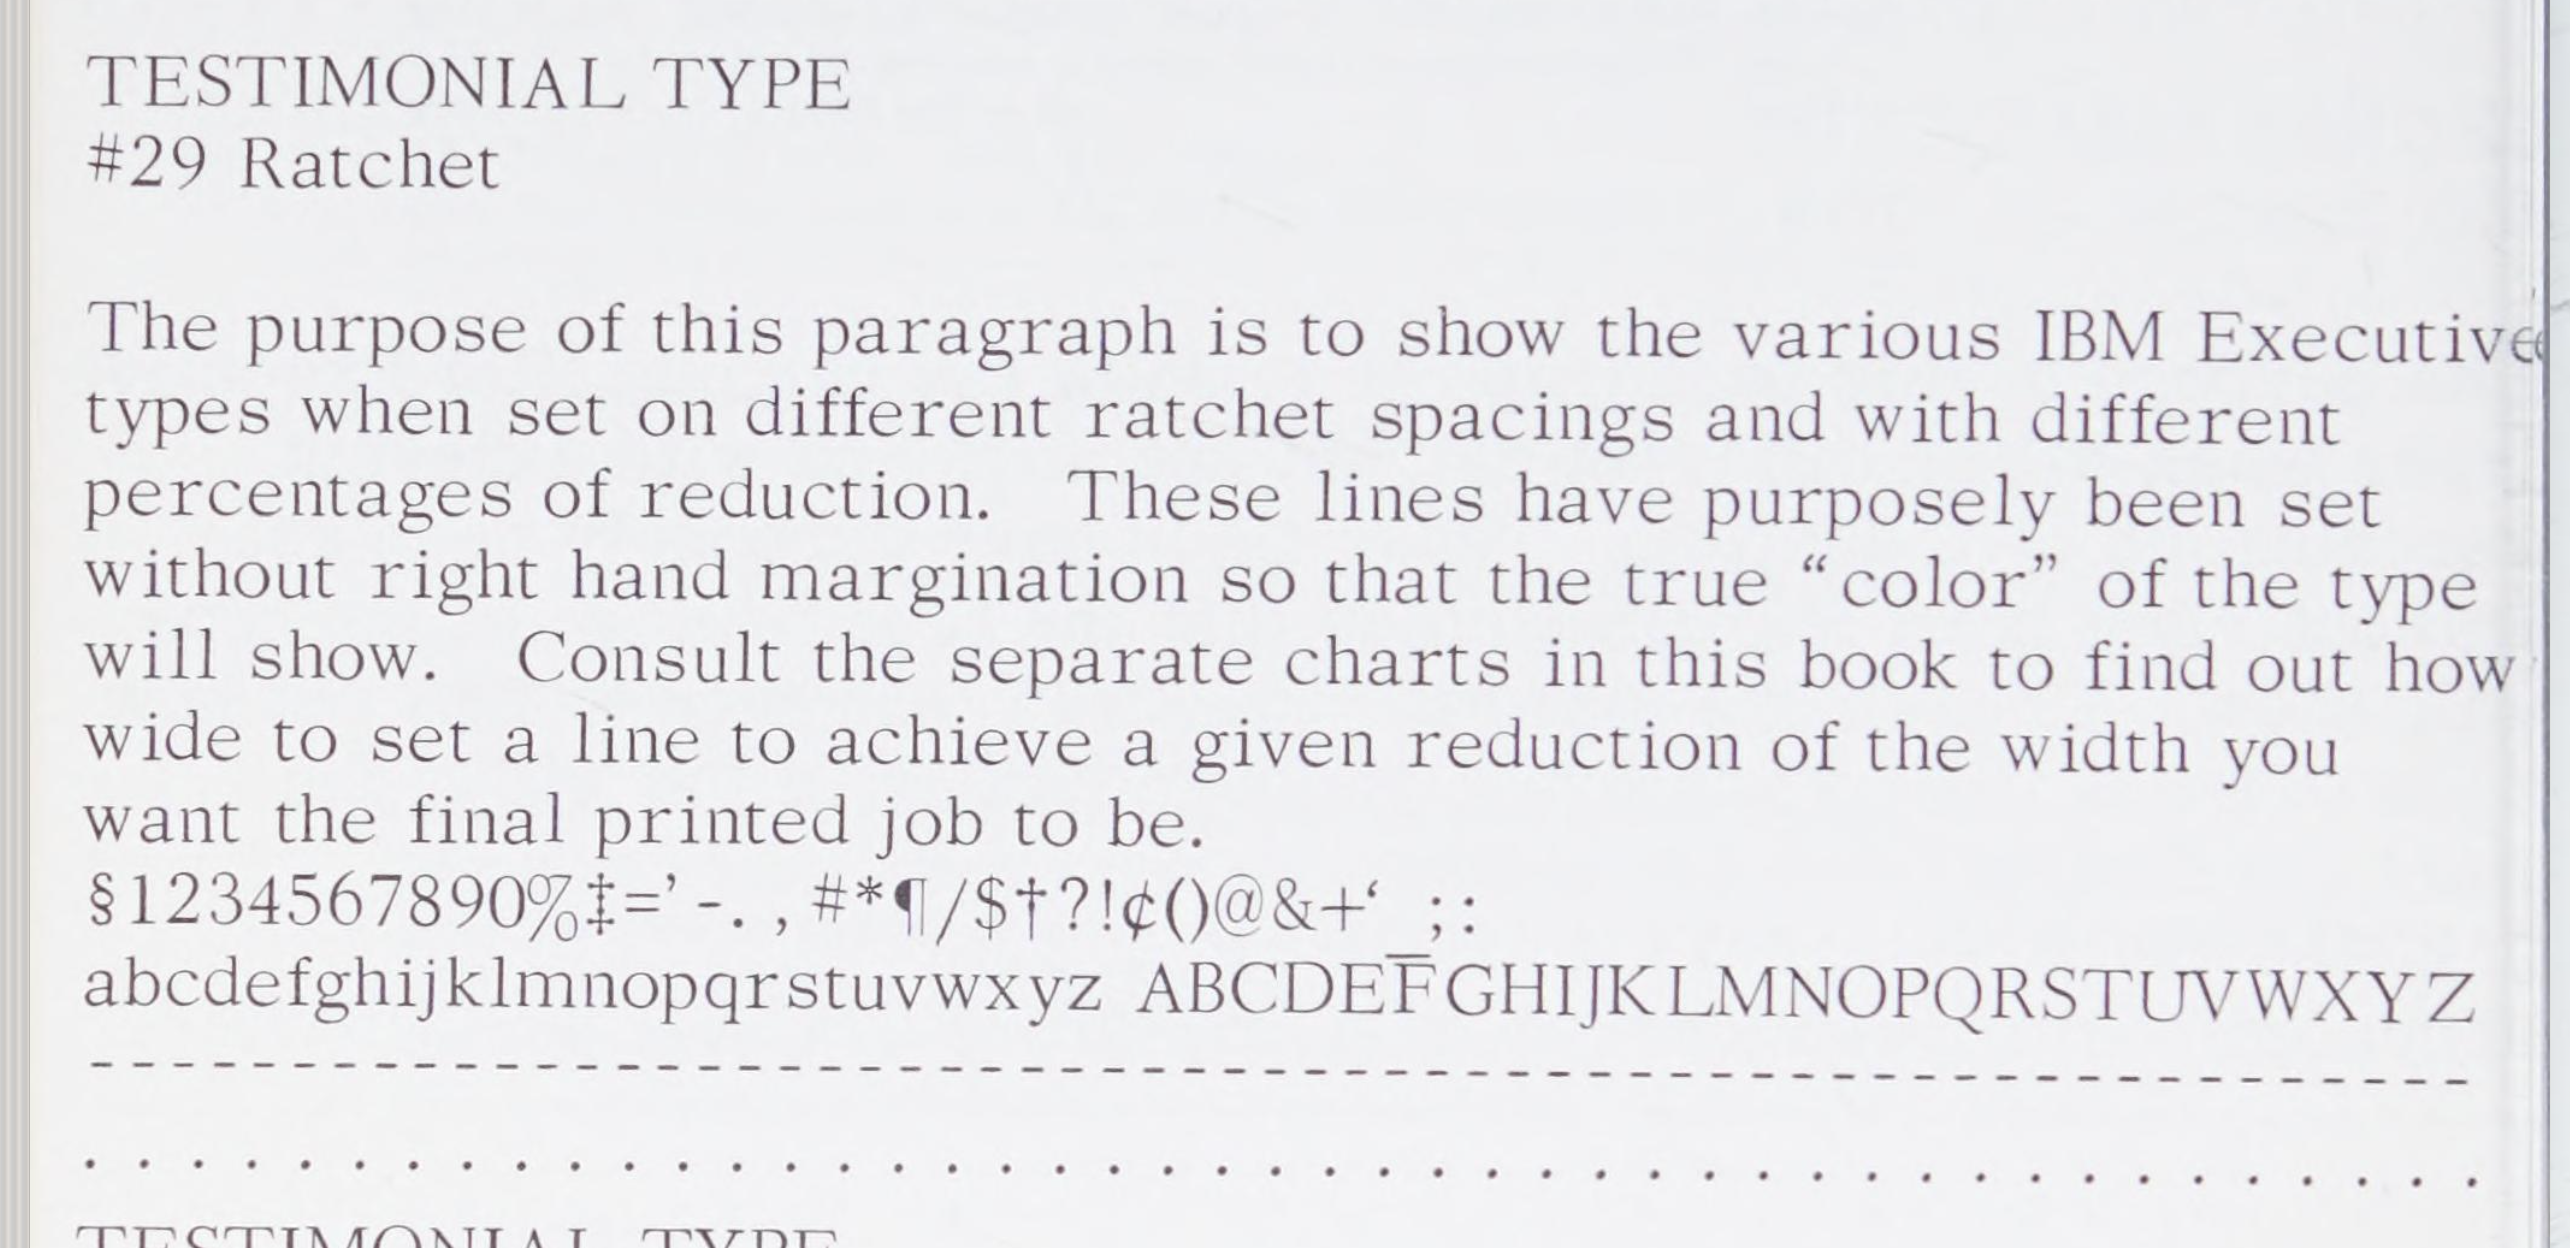 TESTIMONIAL TYPE
#29 Ratchet
The purpose of this paragraph is to show the various IBM Executive
types when set on different ratchet spacings and with different
percentages of reduction.  These lines have purposely been set
without right hand margination so that the true “color” of the type
will show.  Consult the separate charts in this book to find out how
wide to set a line to achieve a given reduction of the width you
want the final printed job to be.
§1234567890%‡=’-.,#*¶/$†?!¢()@&+‘_;:
abcdefghijklmnopqrstuvwxyz ABCDEFGHIJKLMNOPQRSTUVWXYZ
- - - - - - - - - - - - - - - - - - - - - - - - - - - - - - - - - - - - - - - - - - - - - - - - - - - - - - - - - -
. . . . . . . . . . . . . . . . . . . . . . . . . . . . . . . . . . . . . . . . . . . . .
TESTIMONIAL TYPE